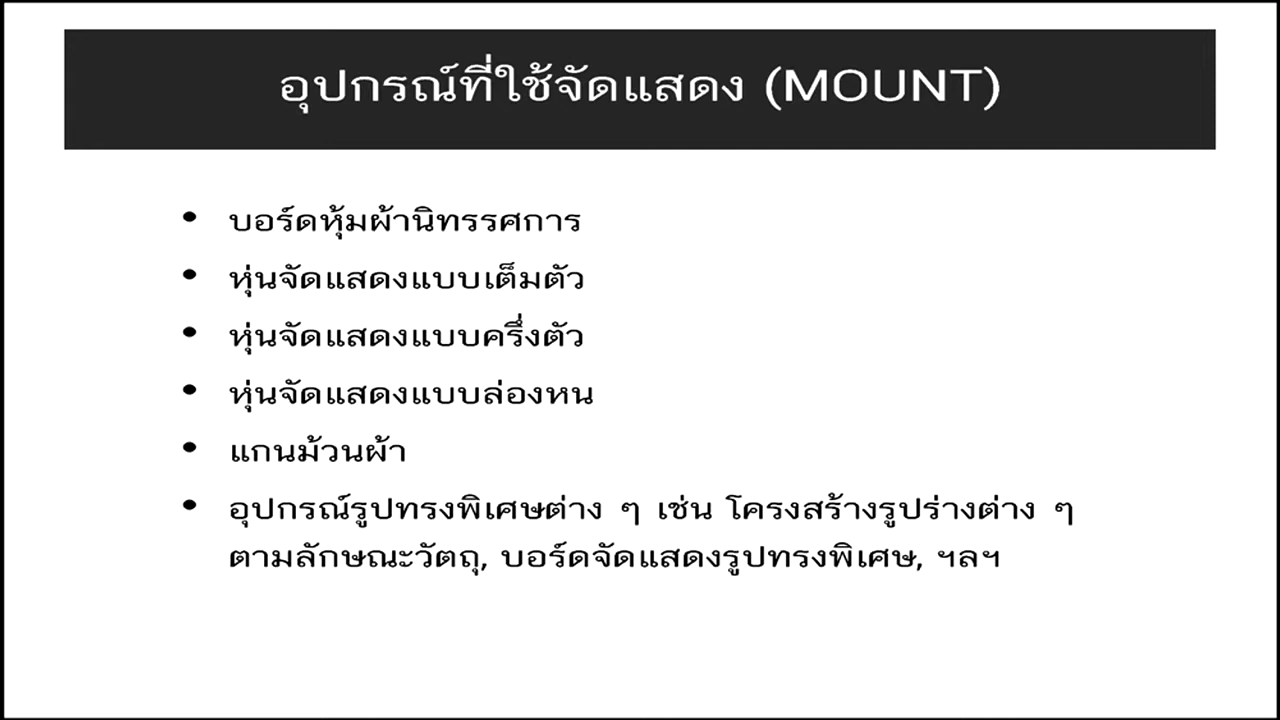 อุปกรณ์ที่ใช้จัดแสดง (MOUNT)
• บอร์ดหุ้มผ้านิทรรศการ
• หุ่นจัดแสดงแบบเต็มตัว
• หุ่นจัดแสดงแบบครึ่งตัว
• หุ่นจัดแสดงแบบล่องหน
• แกนม้วนผ้า
• อุปกรณ์รูปทรงพิเศษต่าง ๆ เช่น โครงสร้างรูปร่างต่าง ๆ
ตามลักษณะวัตถุ, บอร์ดจัดแสดงรูปทรงพิเศษ, ฯลฯ